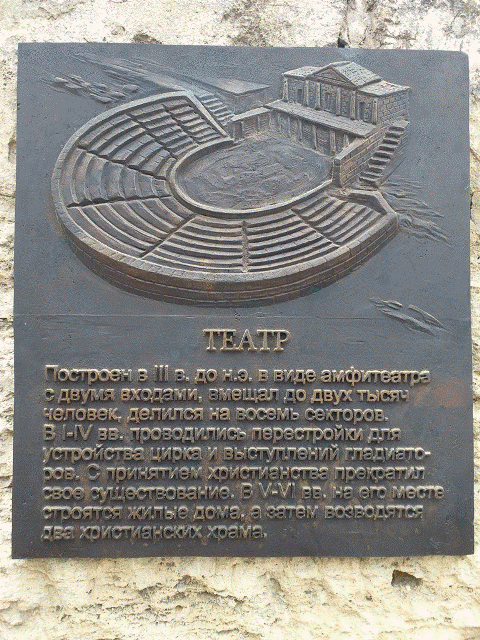 ТЕАТР
Построен в III в. до н.э. в виде амфитеатра
с двумя входами, вмещал до двух тысяч
человек, делился на восемь секторов.
В I-IV вв. проводились перестройки для
устройства цирка и выступлений гладиато-
ров. С принятием христианства прекратил
свое существование. В V-VI вв. на его месте
строятся жилые дома, а затем возводятся
два христианских храма.